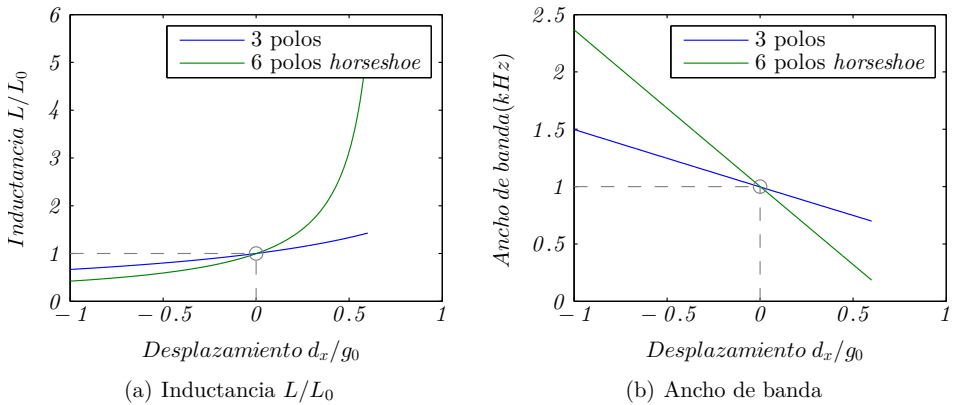 6
5
4
3
2
1
0
−1
−0.5
0
0.5
1
Inductancia L/L0
Desplazamiento dx/g0
3 polos
6 polos horseshoe
(a) Inductancia L/L0
2.5
2
1.5
1
0.5
0
−1
−0.5
0
0.5
1
Ancho de banda(kHz)
Desplazamiento dx/g0
3 polos
6 polos horseshoe
(b) Ancho de banda